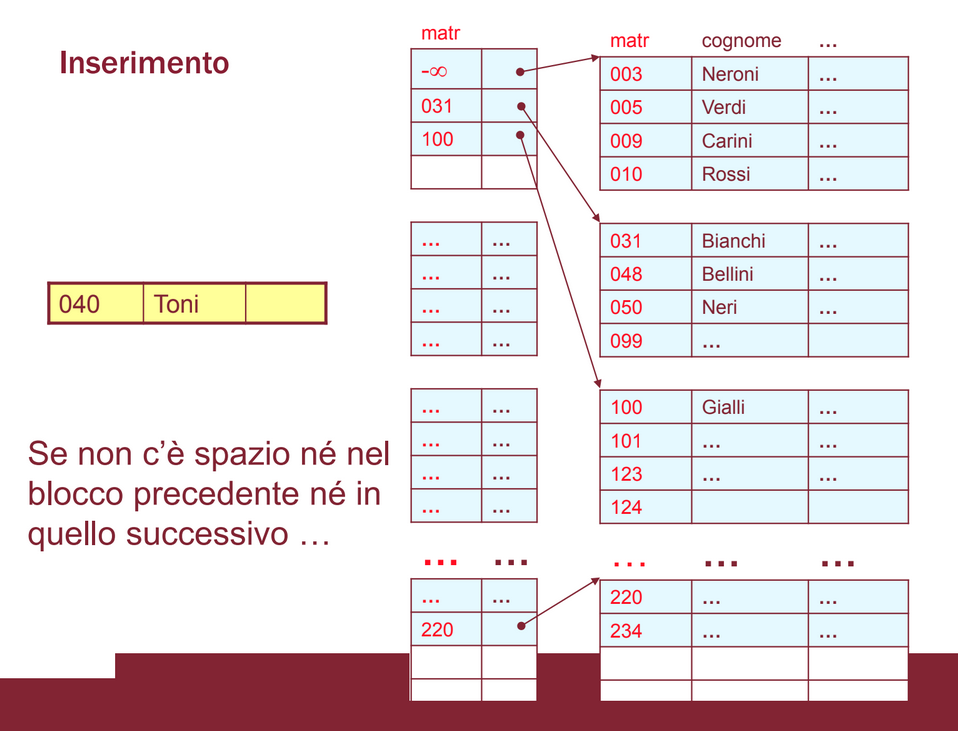 Inserimento
matr
-∞
031
100
matr cognome ...
003 Neroni ...
005 Verdi ...
009 Carini ...
010 Rossi ...
... ...
... ...
... ...
... ...
031 Bianchi ...
048 Bellini ...
050 Neri ...
099 ...
040 Toni
... ...
... ...
... ...
... ...
100 Gialli ...
101 ... ...
123 ... ...
124
Se non c’è spazio né nel
blocco precedente né in
quello successivo …
... ...
... ...
220
... ... ...
220 ... ...
234 ... ...